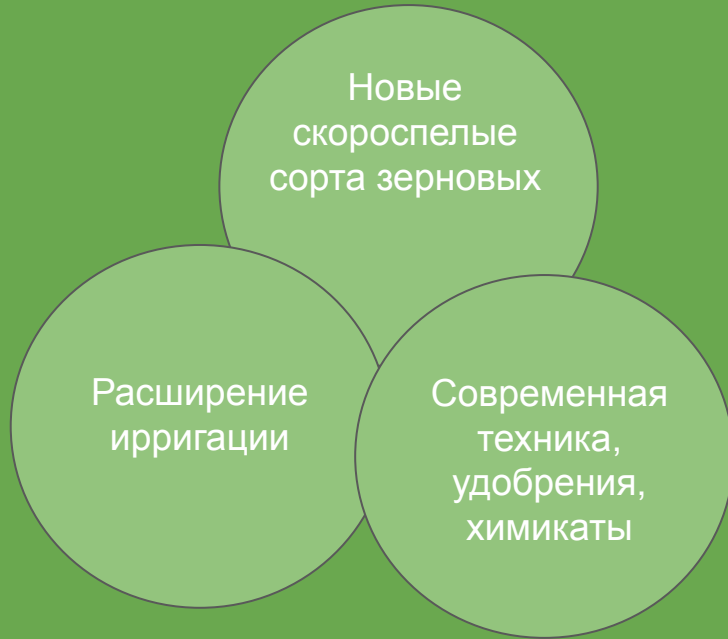 Новые
скороспелые
сорта зерновых
Расширение
ирригации
Современная
техника,
удобрения,
химикаты